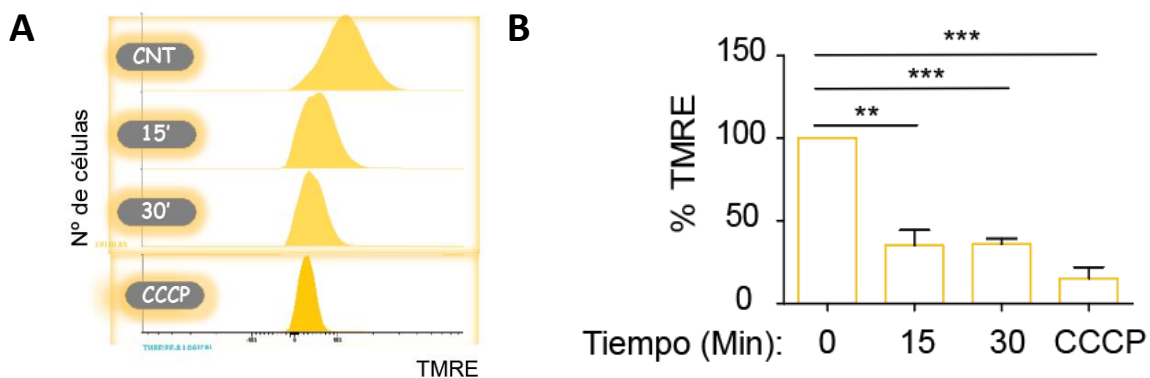 A
CNT
15'
30'
CCCP
Nº de células
TMRE
B
150
100
50
0
% TMRE
**
***
***
Tiempo (Min): 0 15 30 CCCP